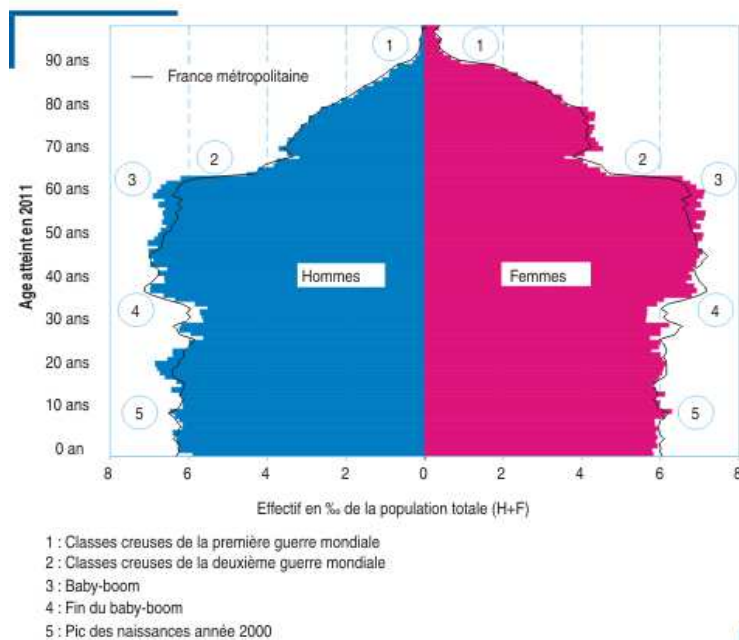 90 ans
80 ans
70 ans
60 ans
50 ans
40 ans
30 ans
20 ans
10 ans
0 an
Age atteint en 2011
France métropolitaine
1
1
2
2
3
3
4
4
5
5
Hommes
Femmes
8 6 4 2 0 2 4 6 8
Effectif en ‰ de la population totale (H+F)
1 : Classes creuses de la première guerre mondiale
2 : Classes creuses de la deuxième guerre mondiale
3 : Baby-boom
4 : Fin du baby-boom
5 : Pic des naissances année 2000